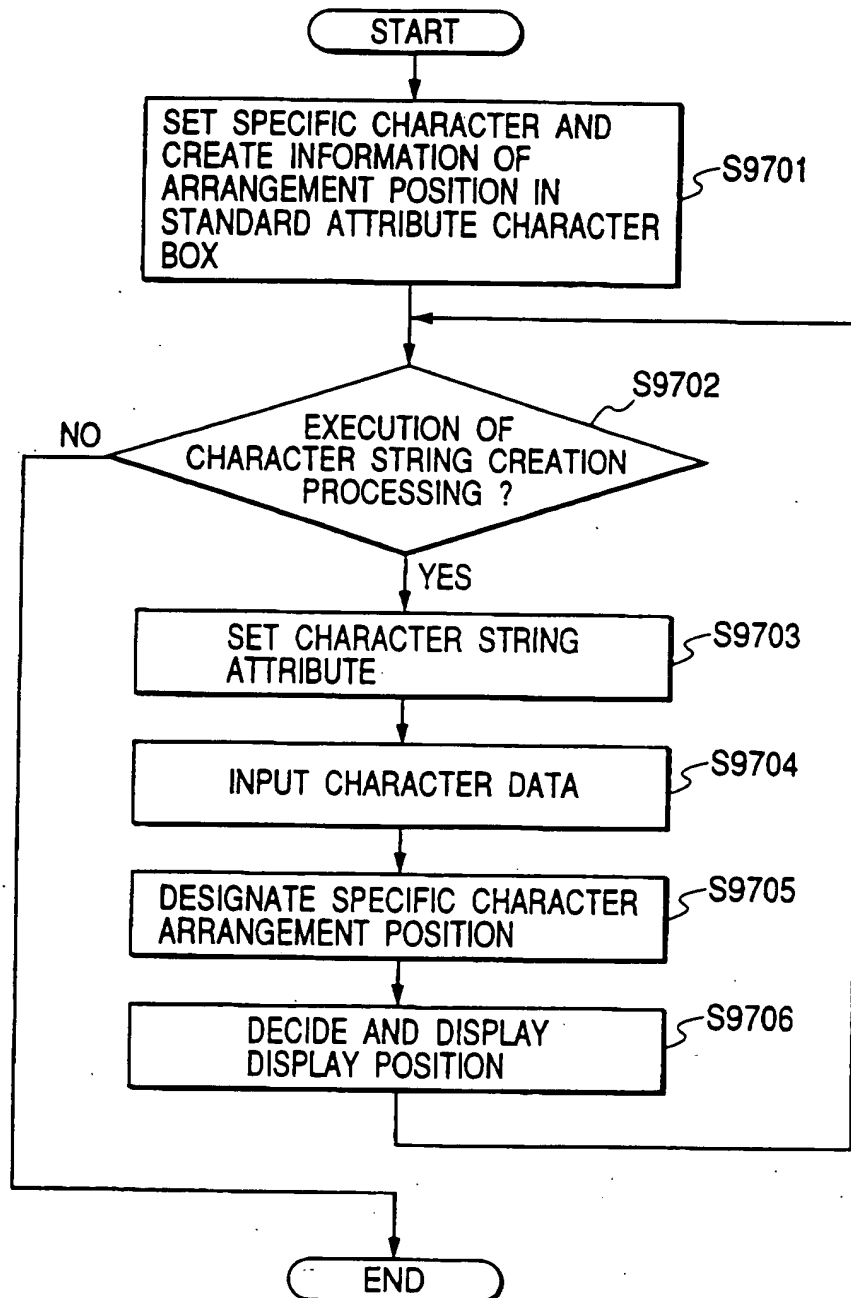 START
SET SPECIFIC CHARACTER AND
CREATE INFORMATION OF
ARRANGEMENT POSITION IN
STANDARD ATTRIBUTE CHARACTER
BOX
S9701
S9702
NO
EXECUTION OF
CHARACTER STRING CREATION
PROCESSING ?
YES
SET CHARACTER STRING
ATTRIBUTE
S9703
INPUT CHARACTER DATA
S9704
DESIGNATE SPECIFIC CHARACTER
ARRANGEMENT POSITION
S9705
DECIDE AND DISPLAY
DISPLAY POSITION
S9706
END